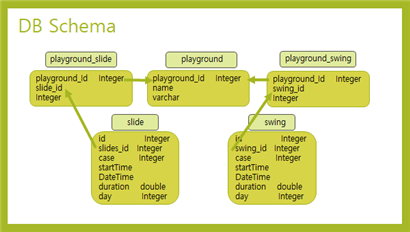 DB Schema
playground_slide
playground
playground_swing
playground_id Integer
slide_id
Integer
playground_Id Integer
name
varchar
playground_Id Integer
swing_id
Integer
slide
swing
id Integer
slides_id Integer
case Integer
startTime
DateTime
duration double
day Integer
id Integer
swing_id Integer
case Integer
startTime
DateTime
duration double
day Integer